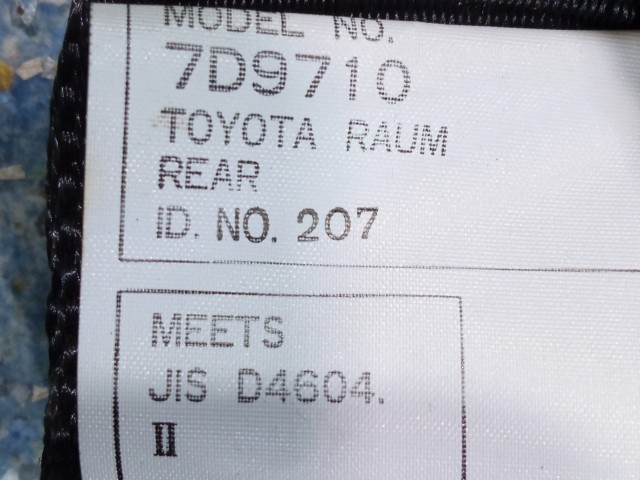 MODEL NO.
7D9710
TOYOTA RAUM
REAR
ID. NO. 207
MEETS
JIS D4604.
II